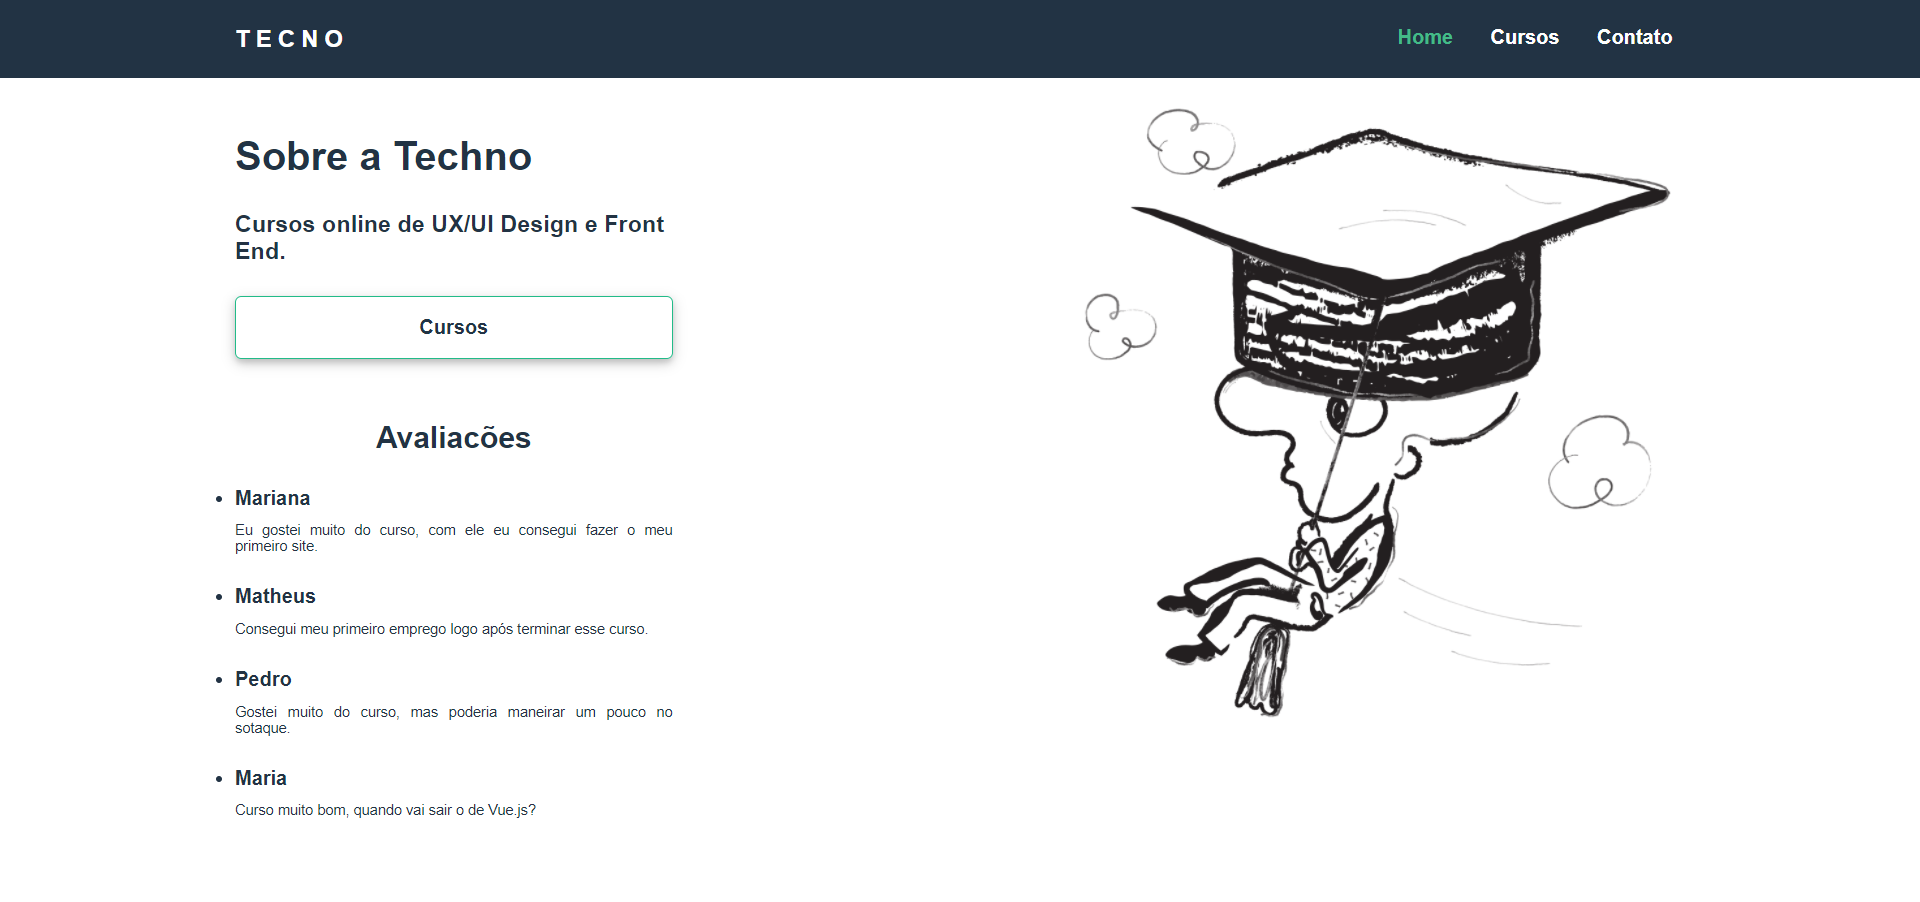 TECNO
Home Cursos Contato
Sobre a Techno
Cursos online de UX/UI Design e Front
End.
Cursos
Avaliacões
Mariana
Eu gostei muito do curso, com ele eu consegui fazer o meu
primeiro site.
Matheus
Consegui meu primeiro emprego logo após terminar esse curso.
Pedro
Gostei muito do curso, mas poderia maneirar um pouco no
sotaque.
Maria
Curso muito bom, quando vai sair o de Vue.js?